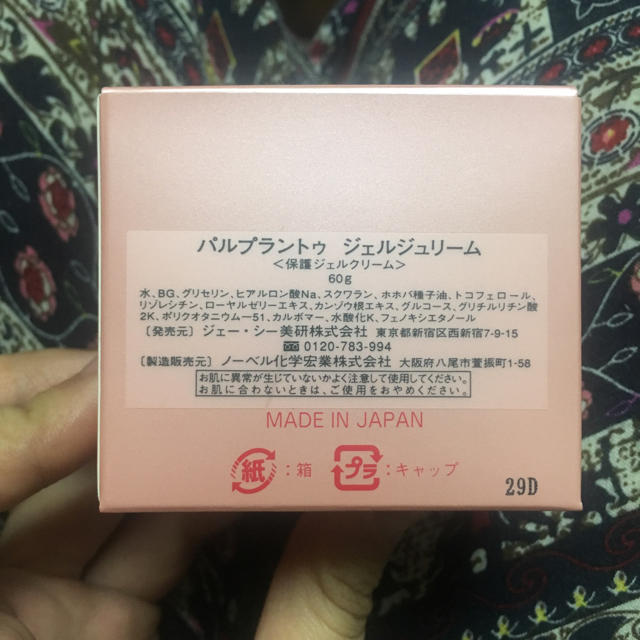 パルプラントゥ ジェルジュリーム
＜保護ジェルクリーム＞
60g
水、BG、グリセリン、ヒアルロン酸Na、スクワラン、ホホバ種子油、トコフェロール、
リゾレシチン、ローヤルゼリーエキス、カンゾウ根エキス、グルコース、グリチルリチン酸
2K、ポリクオタニウム-51、カルボマー、水酸化K、フェノキシエタノール
〔発売元〕 ジェー・シー美研株式会社 東京都新宿区西新宿7-9-15
0120-783-994
〔製造販売元〕 ノーベル化学宏業株式会社 大阪府八尾市萱振町1-58
お肌に異常が生じていないかよく注意して使用してください。
お肌に合わないときは、ご使用をおやめください。
MADE IN JAPAN
紙：箱 プラ：キャップ
29D